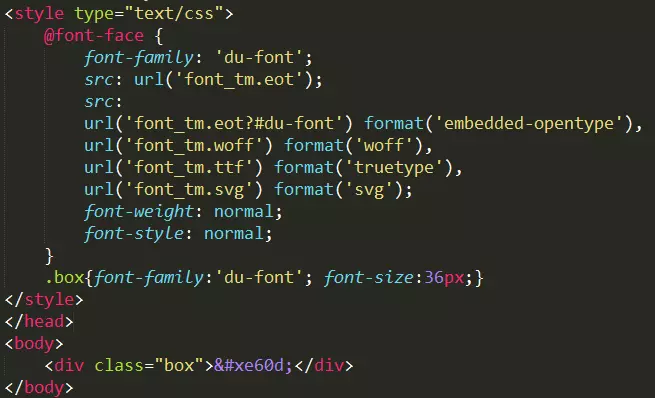 <style type="text/css">
    @font-face {
        font-family: 'du-font';
        src: url('font_tm.eot');
        src:
        url('font_tm.eot?#du-font') format('embedded-opentype'),
        url('font_tm.woff') format('woff'),
        url('font_tm.ttf') format('truetype'),
        url('font_tm.svg') format('svg');
        font-weight: normal;
        font-style: normal;
    }
    .box{font-family:'du-font'; font-size:36px;}
</style>
</head>
<body>
    <div class="box">&#xe60d;</div>
</body>